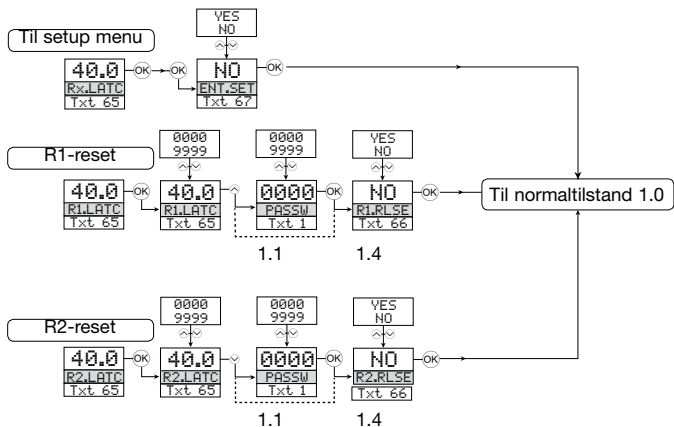 YES
NO
Til setup menu
40.0
OK
OK
NO
OK
Rx.LATC
ENT.SET
Txt 65
Txt 67
0000
9999
0000
9999
YES
NO
R1-reset
40.0
OK
40.0
0000
OK
NO
OK
Til normaltilstand 1.0
R1.LATC
R1.LATC
PASSW
R1.RLSE
Txt 65
Txt 65
Txt 1
Txt 66
1.1
1.4
0000
9999
0000
9999
YES
NO
R2-reset
40.0
OK
40.0
0000
OK
NO
OK
R2.LATC
R2.LATC
PASSW
R2.RLSE
Txt 65
Txt 65
Txt 1
Txt 66
1.1
1.4